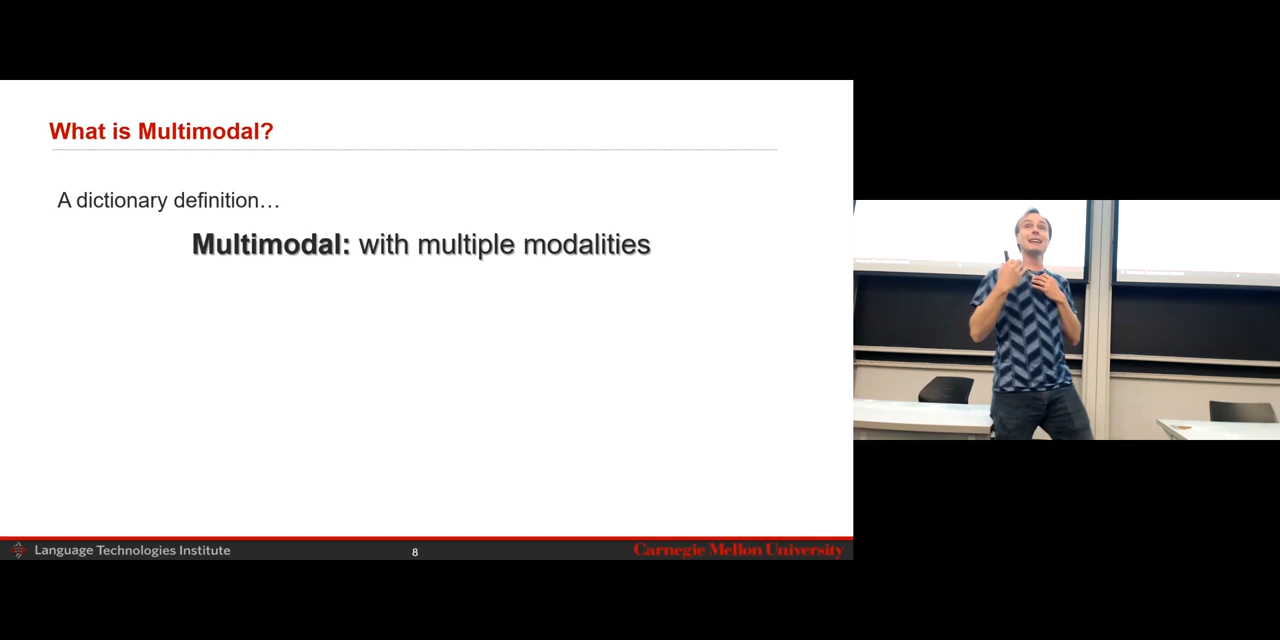 What is Multimodal?
A dictionary definition…
Multimodal: with multiple modalities
Language Technologies Institute
8
Carnegie Mellon University